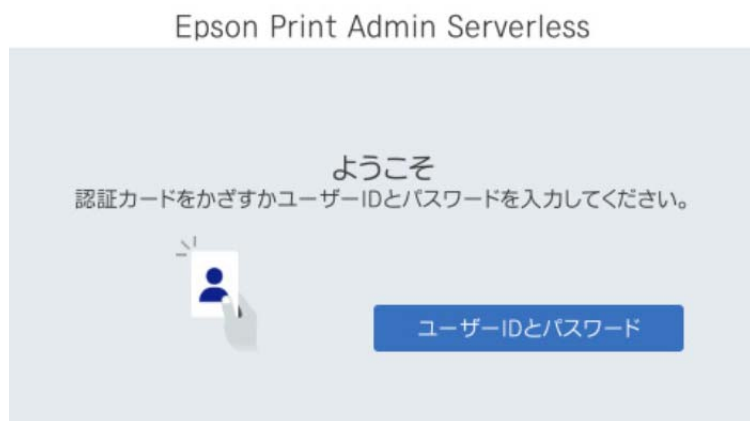 Epson Print Admin Serverless
ようこそ
認証カードをかざすかユーザーIDとパスワードを入力してください。
ユーザーIDとパスワード